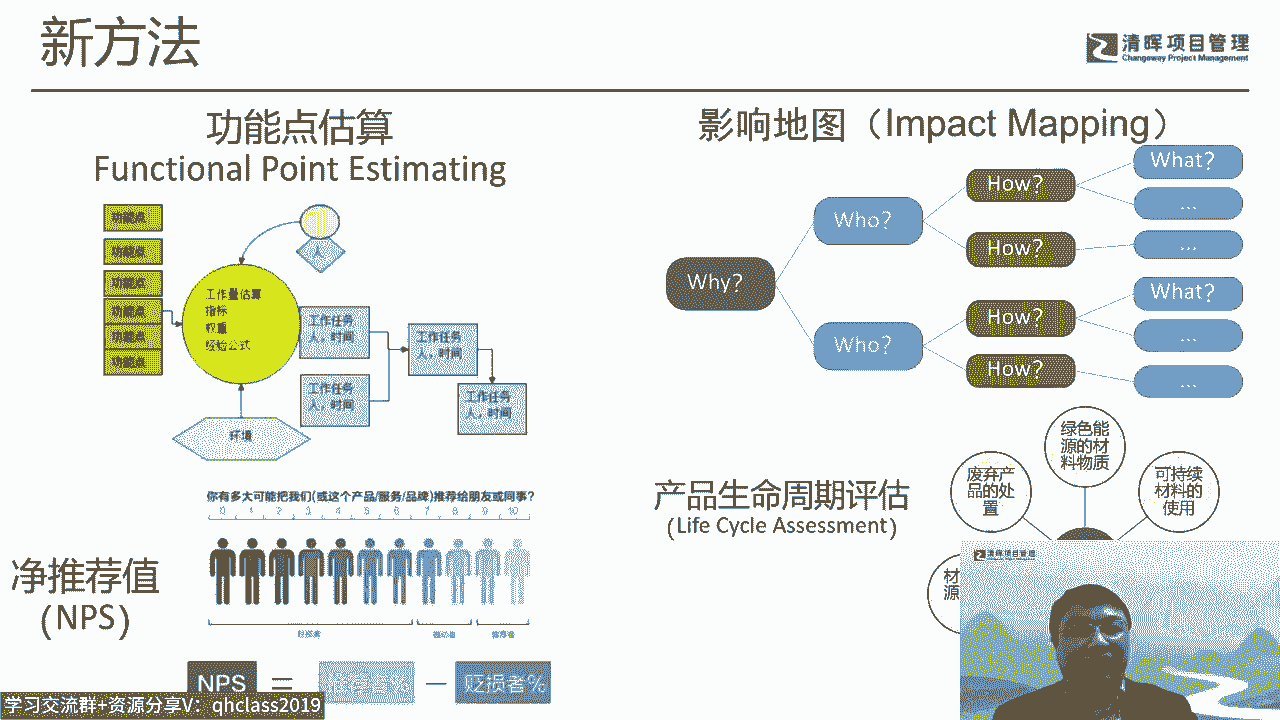 新方法
清晖项目管理
Changeway Project Management
功能点估算
Functional Point Estimating
功能点
功能点
功能点
功能点
功能点
功能点
工作量估算
指标
权重
经验公式
人
环境
工作任务
人，时间
工作任务
人，时间
工作任务
人，时间
工作任务
人，时间
影响地图（Impact Mapping）
Why?
Who?
Who?
How?
How?
How?
How?
What?
...
...
What?
...
...
你有多大可能把我们(或这个产品/服务/品牌)推荐给朋友或同事?
0 1 2 3 4 5 6 7 8 9 10
净推荐值
(NPS)
贬损者
被动者
推荐者
NPS = 推荐者% — 贬损者%
产品生命周期评估
(Life Cycle Assessment)
废弃产
品的处
置
绿色能
源的材
料物质
可持续
材料的
使用
材
源
清晖项目管理
学习交流群+资源分享V：qhclass2019